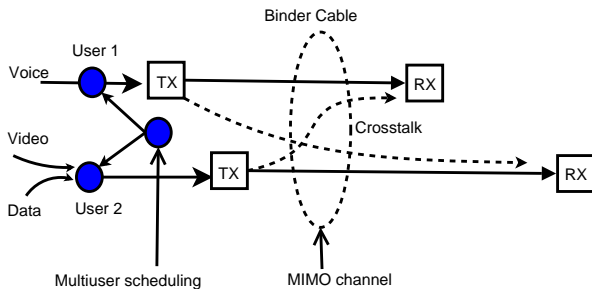 Binder Cable
User 1
Voice
TX
RX
Crosstalk
Video
TX
RX
Data
User 2
Multiuser scheduling
MIMO channel